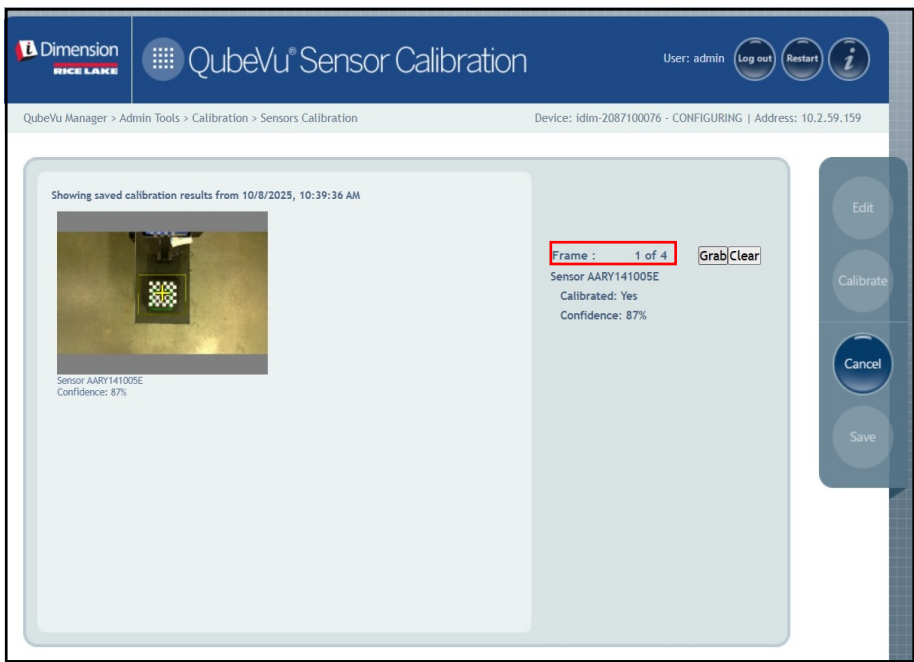 iDimension
RICE LAKE
QubeVu® Sensor Calibration
User: admin
Log out
Restart
i
QubeVu Manager > Admin Tools > Calibration > Sensors Calibration
Device: idim-2087100076 - CONFIGURING | Address: 10.2.59.159
Showing saved calibration results from 10/8/2025, 10:39:36 AM
Sensor AARY141005E
Confidence: 87%
Frame : 1 of 4
Grab Clear
Sensor AARY141005E
Calibrated: Yes
Confidence: 87%
Edit
Calibrate
Cancel
Save